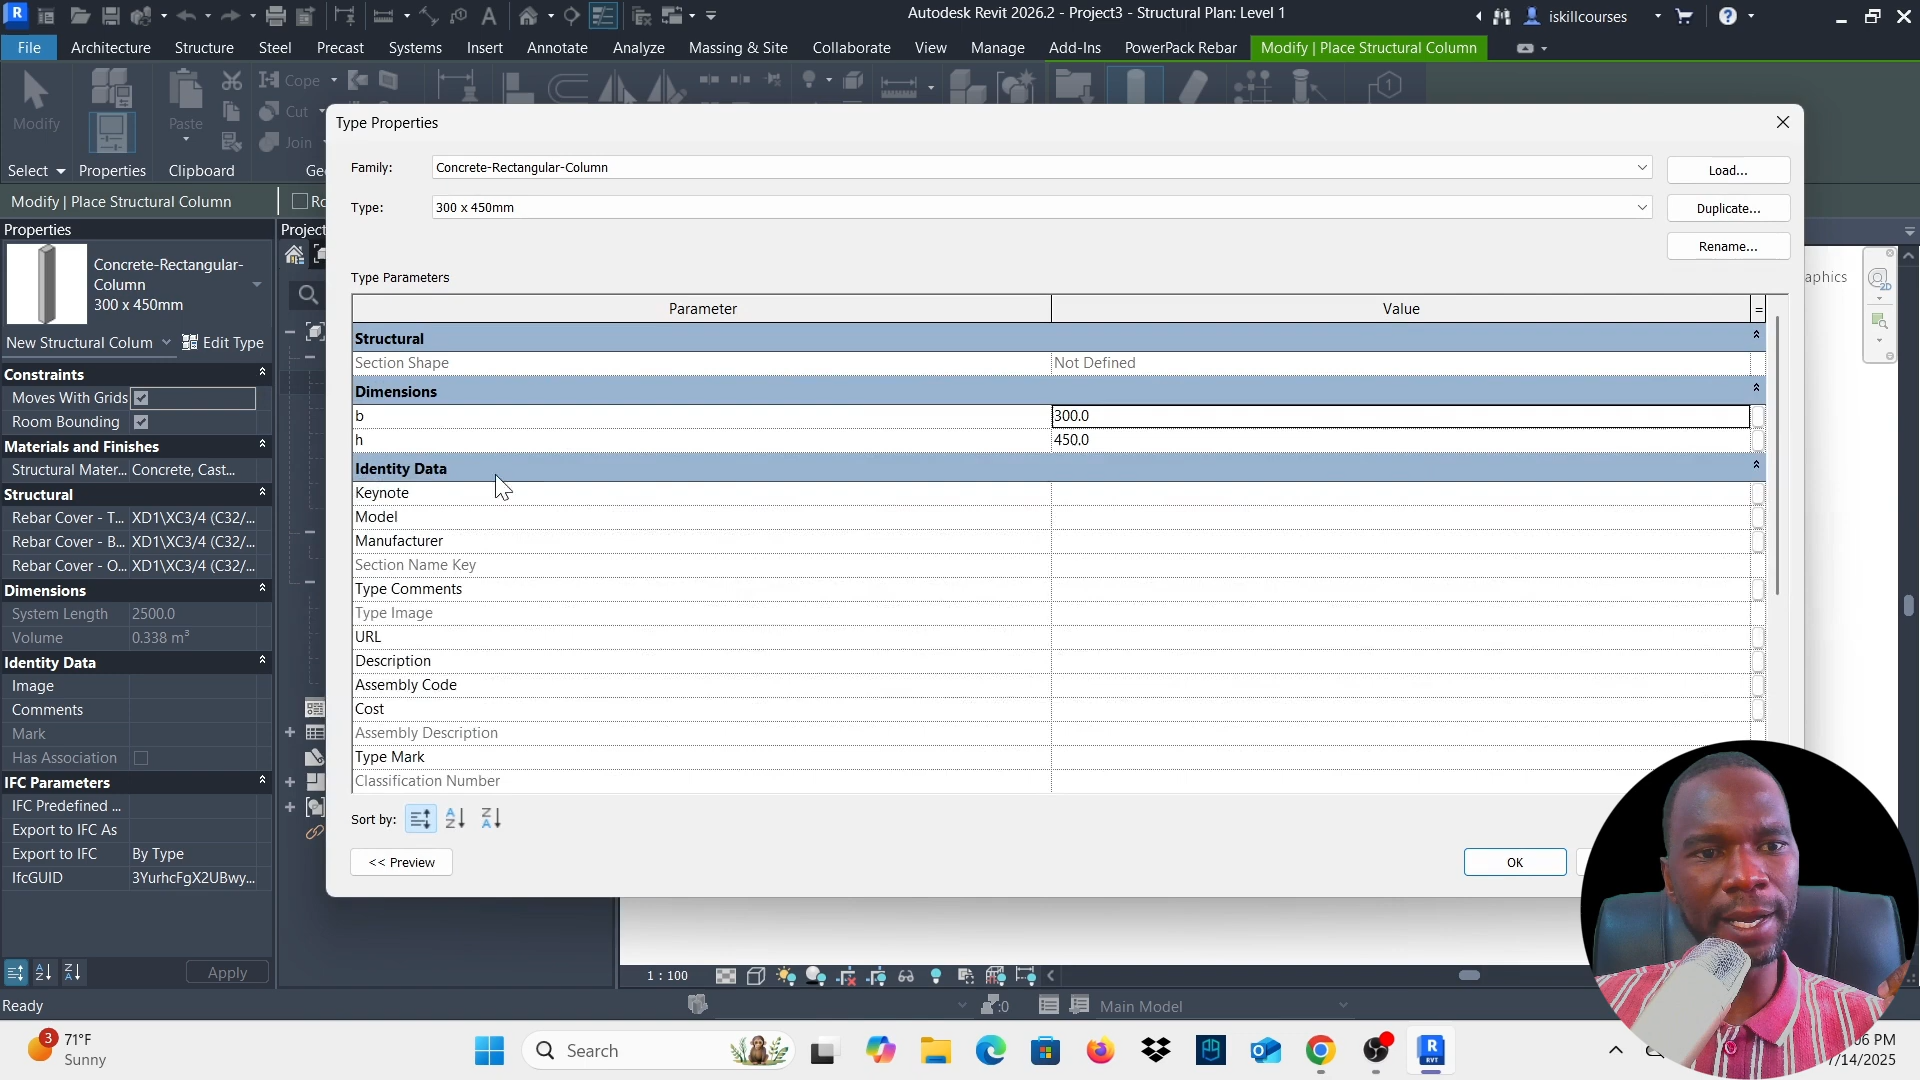 Autodesk Revit 2026.2 - Project3 - Structural Plan: Level 1
iskillcourses
File Architecture Structure Steel Precast Systems Insert Annotate Analyze Massing & Site Collaborate View Manage Add-Ins PowerPack Rebar Modify | Place Structural Column
Modify
Paste
Cope
Cut
Join
Select Properties Clipboard
Modify | Place Structural Column
Properties
Concrete-Rectangular-
Column
300 x 450mm
New Structural Colum Edit Type
Constraints
Moves With Grids
Room Bounding
Materials and Finishes
Structural Mater... Concrete, Cast...
Structural
Rebar Cover - T... XD1\XC3/4 (C32/...
Rebar Cover - B... XD1\XC3/4 (C32/...
Rebar Cover - O... XD1\XC3/4 (C32/...
Dimensions
System Length 2500.0
Volume 0.338 m³
Identity Data
Image
Comments
Mark
Has Association
IFC Parameters
IFC Predefined ...
Export to IFC As
Export to IFC By Type
IfcGUID 3YurhcFgX2UBwy...
Apply
Type Properties
Family: Concrete-Rectangular-Column Load...
Type: 300 x 450mm Duplicate...
Rename...
Type Parameters
Parameter Value =
Structural
Section Shape Not Defined
Dimensions
b 300.0
h 450.0
Identity Data
Keynote
Model
Manufacturer
Section Name Key
Type Comments
Type Image
URL
Description
Assembly Code
Cost
Assembly Description
Type Mark
Classification Number
Sort by:
<< Preview OK
1 : 100
Ready
:0
Main Model
3
71°F
Sunny
Search